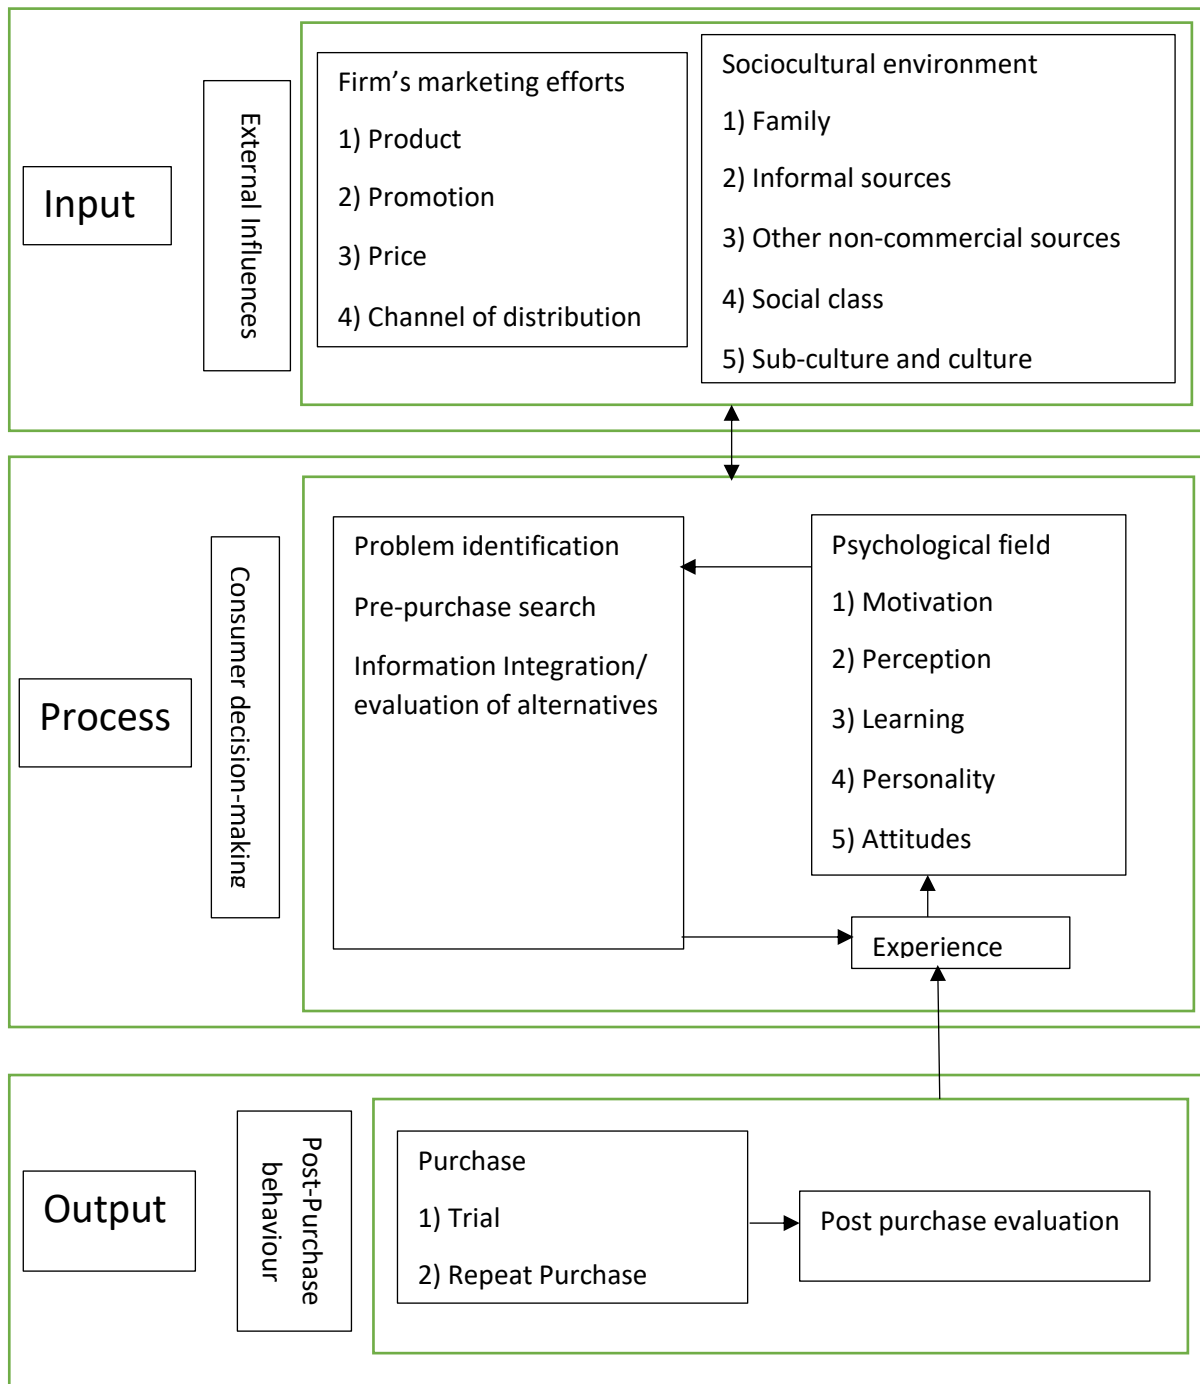 Input
External Influences
Firm’s marketing efforts
1) Product
2) Promotion
3) Price
4) Channel of distribution
Sociocultural environment
1) Family
2) Informal sources
3) Other non-commercial sources
4) Social class
5) Sub-culture and culture
Process
Consumer decision-making
Problem identification
Pre-purchase search
Information Integration/
evaluation of alternatives
Psychological field
1) Motivation
2) Perception
3) Learning
4) Personality
5) Attitudes
Experience
Output
Post-Purchase
behaviour
Purchase
1) Trial
2) Repeat Purchase
Post purchase evaluation